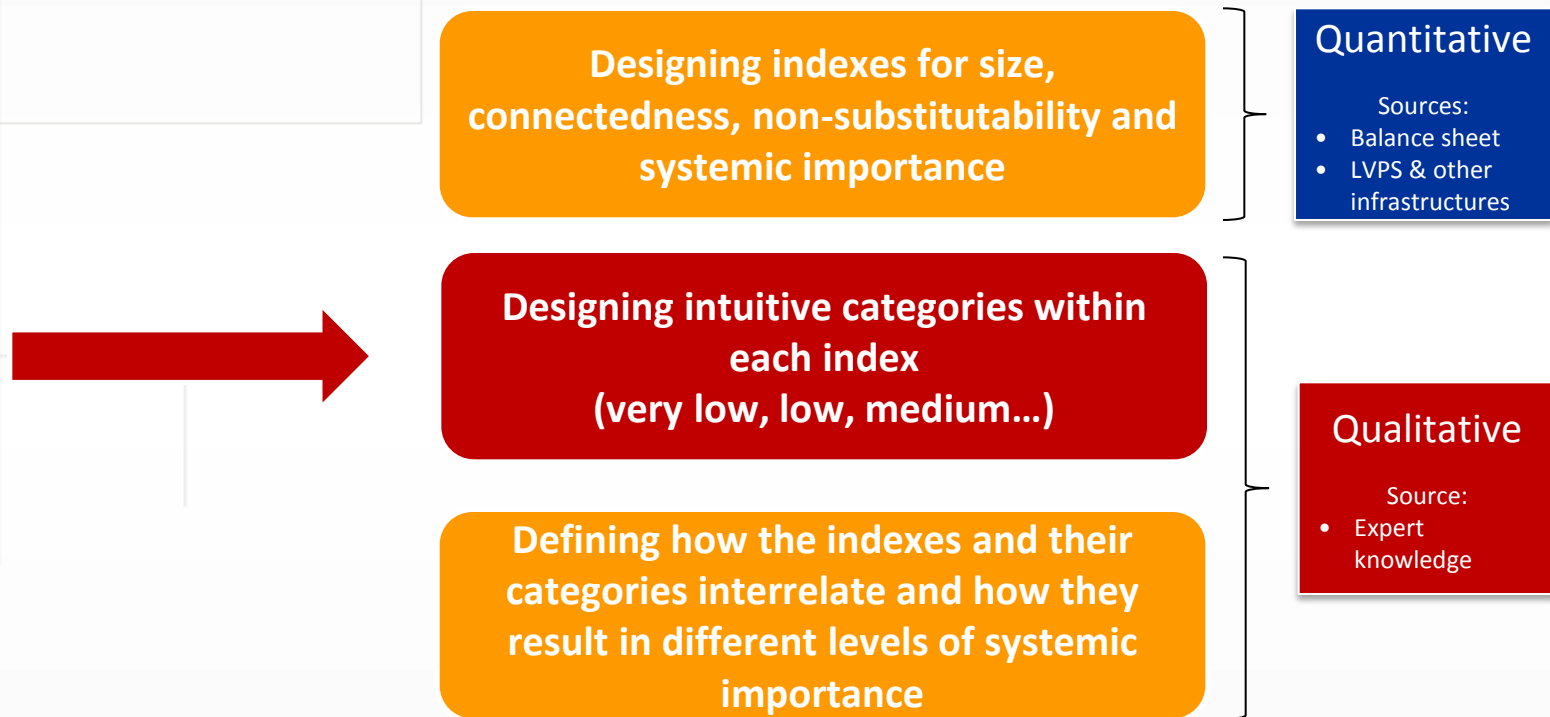 Designing indexes for size,
connectedness, non-substitutability and
systemic importance
Quantitative
Sources:
• Balance sheet
• LVPS & other
infrastructures
Designing intuitive categories within
each index
(very low, low, medium…)
Defining how the indexes and their
categories interrelate and how they
result in different levels of systemic
importance
Qualitative
Source:
• Expert
knowledge